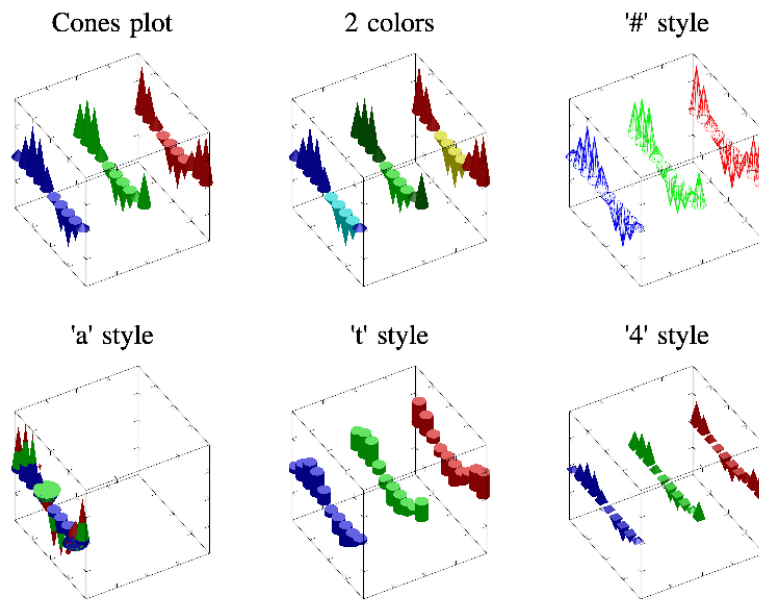 Cones plot
2 colors
'#' style
'a' style
't' style
'4' style